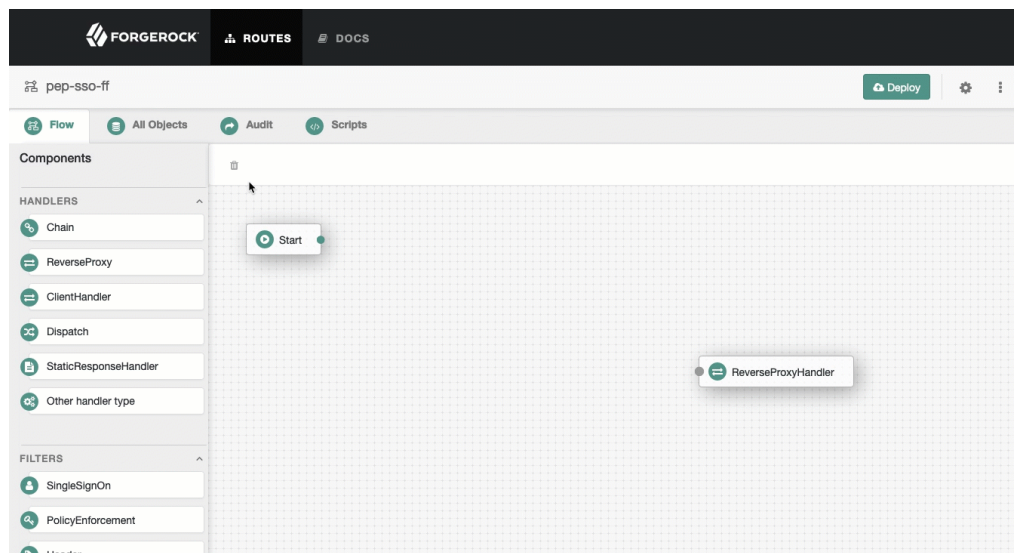 FORGEROCK ROUTES DOCS
pep-sso-ff Deploy
Flow All Objects Audit Scripts
Components
HANDLERS
Chain
Start
ReverseProxy
ClientHandler
Dispatch
StaticResponseHandler
ReverseProxyHandler
Other handler type
FILTERS
SingleSignOn
PolicyEnforcement